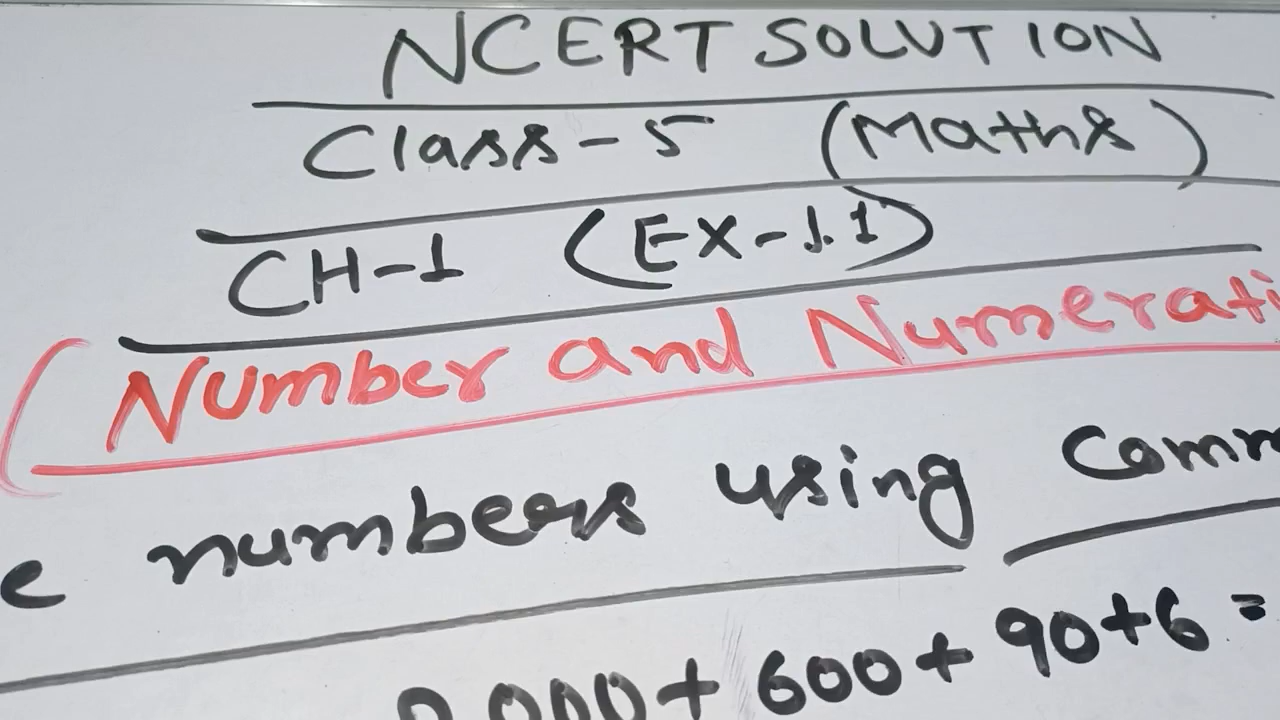 NCERT SOLUTION
Class-5 (Maths)
CH-1 (EX-1.1)
(Number and Numerati
e numbers using Comm
000+ 600+ 90+6 =